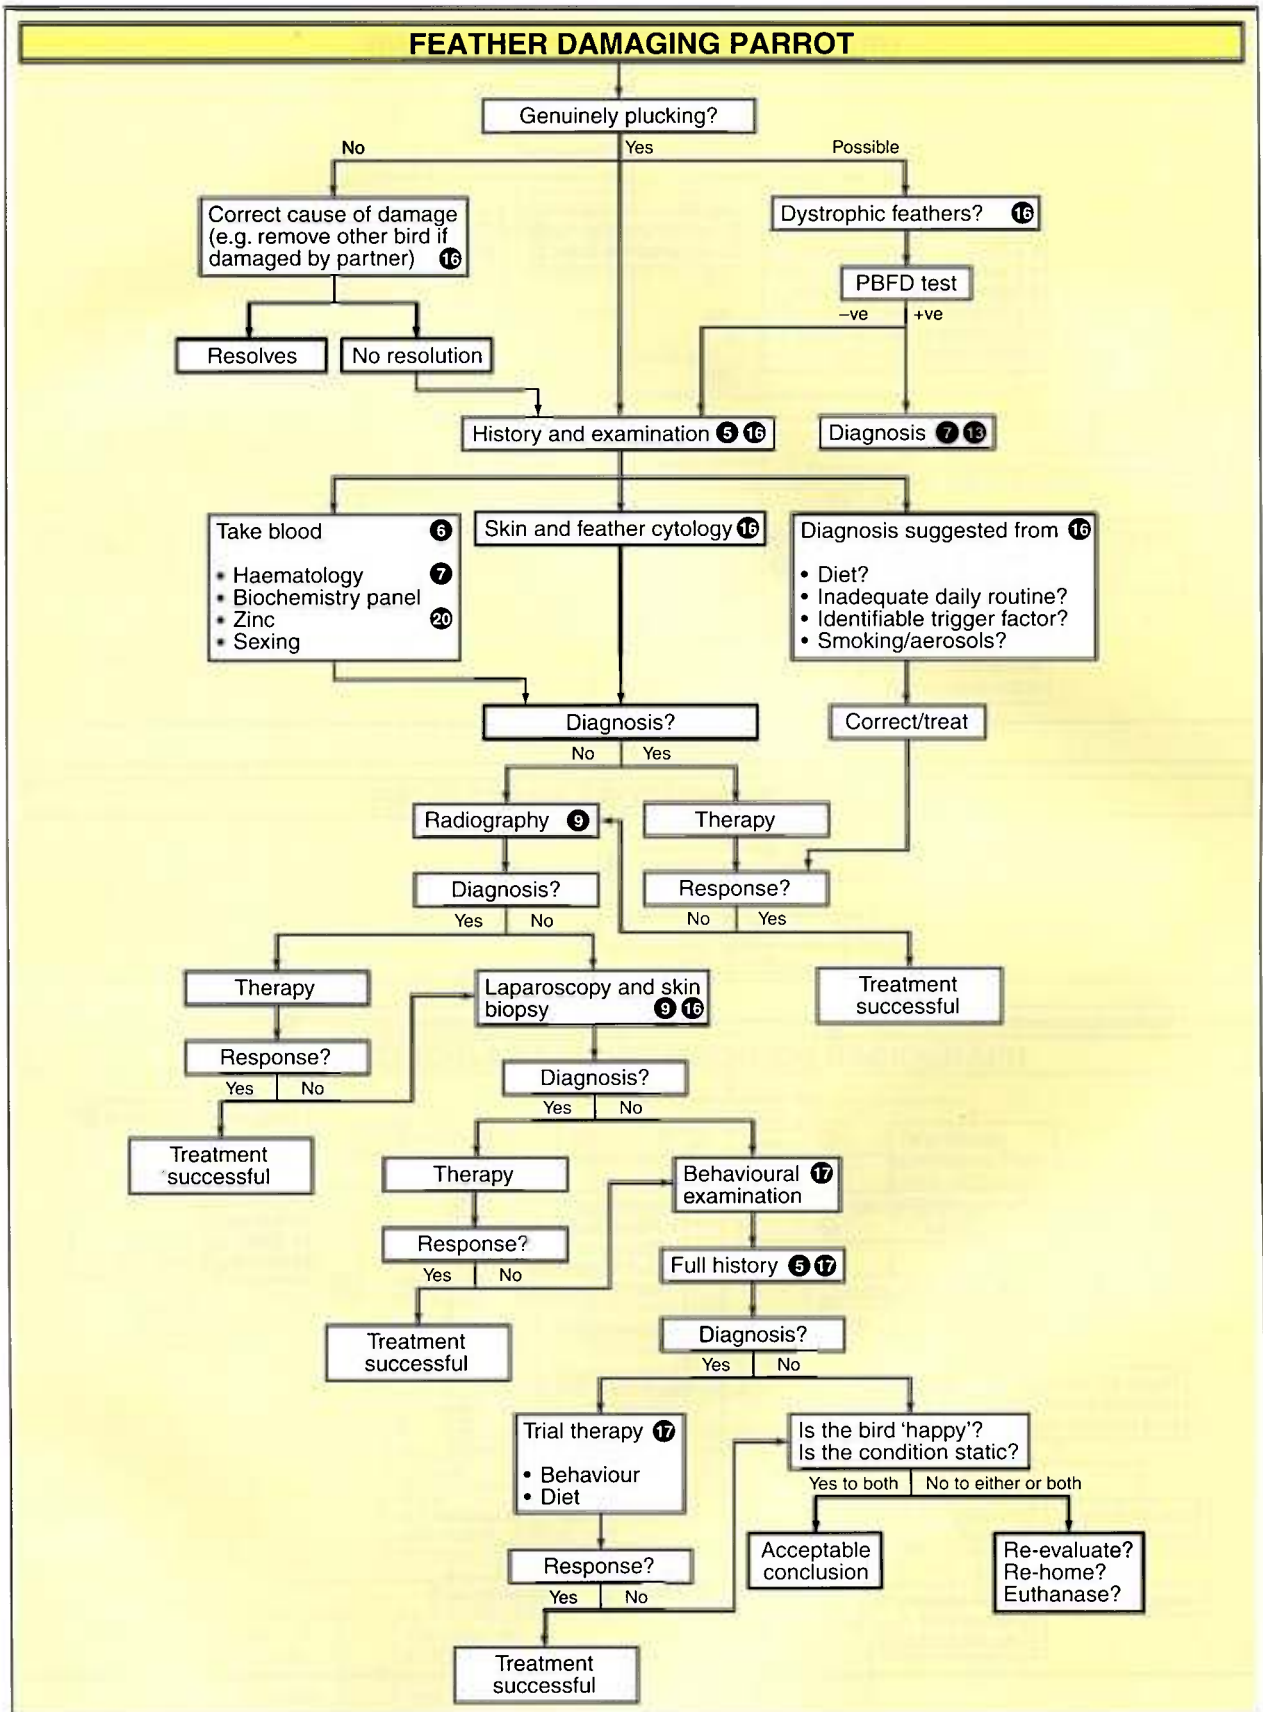 FEATHER DAMAGING PARROT
Genuinely plucking?
No
Yes
Possible
Correct cause of damage
(e.g. remove other bird if
damaged by partner) 16
Dystrophic feathers? 16
PBFD test
–ve
+ve
Resolves
No resolution
History and examination 5 16
Diagnosis 7 13
Take blood 6
• Haematology 7
• Biochemistry panel
• Zinc 20
• Sexing
Skin and feather cytology 16
Diagnosis suggested from 16
• Diet?
• Inadequate daily routine?
• Identifiable trigger factor?
• Smoking/aerosols?
Diagnosis?
No
Yes
Correct/treat
Radiography 9
Therapy
Diagnosis?
Yes
No
Response?
No
Yes
Therapy
Laparoscopy and skin
biopsy 9 16
Treatment
successful
Response?
Yes
No
Diagnosis?
Yes
No
Treatment
successful
Therapy
Behavioural 17
examination
Response?
Yes
No
Full history 5 17
Treatment
successful
Diagnosis?
Yes
No
Trial therapy 17
• Behaviour
• Diet
Is the bird ‘happy’?
Is the condition static?
Yes to both
No to either or both
Response?
Yes
No
Acceptable
conclusion
Re-evaluate?
Re-home?
Euthanase?
Treatment
successful